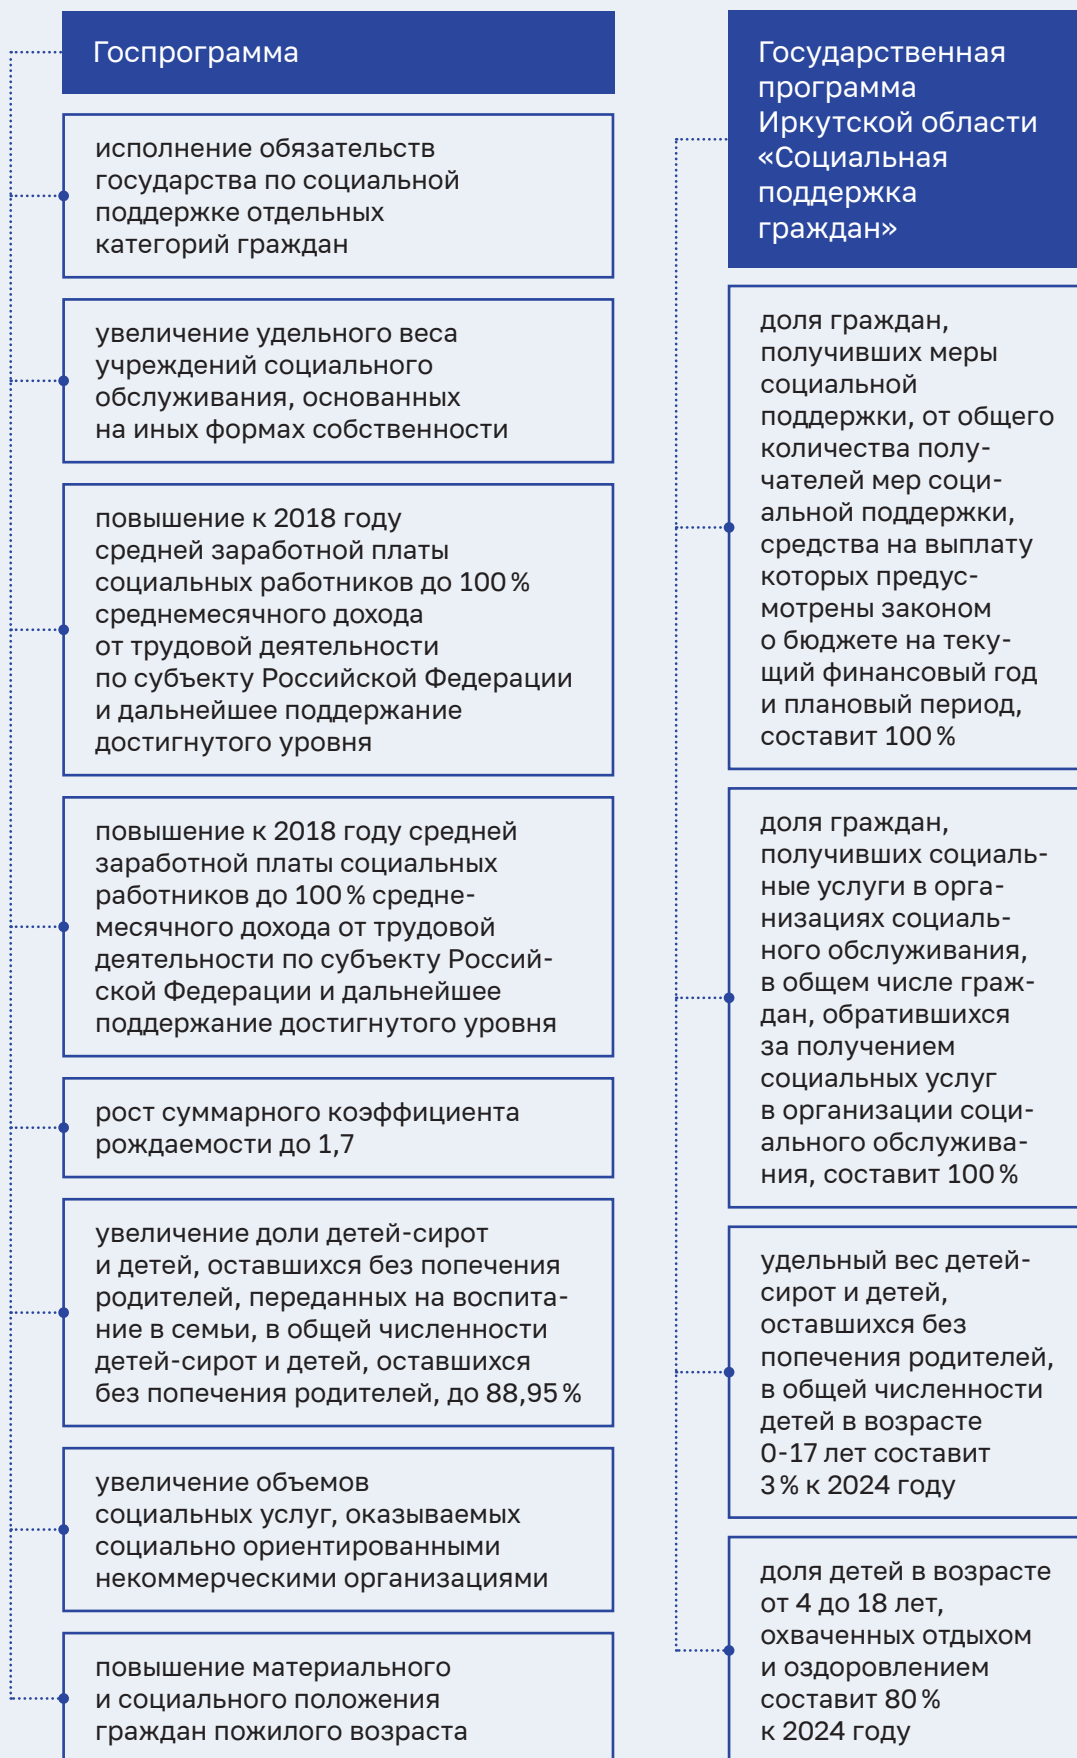 Госпрограмма
исполнение обязательств
государства по социальной
поддержке отдельных
категорий граждан
увеличение удельного веса
учреждений социального
обслуживания, основанных
на иных формах собственности
повышение к 2018 году
средней заработной платы
социальных работников до 100 %
среднемесячного дохода
от трудовой деятельности
по субъекту Российской Федерации
и дальнейшее поддержание
достигнутого уровня
повышение к 2018 году средней
заработной платы социальных
работников до 100 % средне-
месячного дохода от трудовой
деятельности по субъекту Россий-
ской Федерации и дальнейшее
поддержание достигнутого уровня
рост суммарного коэффициента
рождаемости до 1,7
увеличение доли детей-сирот
и детей, оставшихся без попечения
родителей, переданных на воспита-
ние в семьи, в общей численности
детей-сирот и детей, оставшихся
без попечения родителей, до 88,95 %
увеличение объемов
социальных услуг, оказываемых
социально ориентированными
некоммерческими организациями
повышение материального
и социального положения
граждан пожилого возраста
Государственная
программа
Иркутской области
«Социальная
поддержка
граждан»
доля граждан,
получивших меры
социальной
поддержки, от общего
количества полу-
чателей мер соци-
альной поддержки,
средства на выплату
которых предус-
мотрены законом
о бюджете на теку-
щий финансовый год
и плановый период,
составит 100 %
доля граждан,
получивших социаль-
ные услуги в орга-
низациях социаль-
ного обслуживания,
в общем числе граж-
дан, обратившихся
за получением
социальных услуг
в организации соци-
ального обслужива-
ния, составит 100 %
удельный вес детей-
сирот и детей,
оставшихся без
попечения родителей,
в общей численности
детей в возрасте
0-17 лет составит
3 % к 2024 году
доля детей в возрасте
от 4 до 18 лет,
охваченных отдыхом
и оздоровлением
составит 80 %
к 2024 году